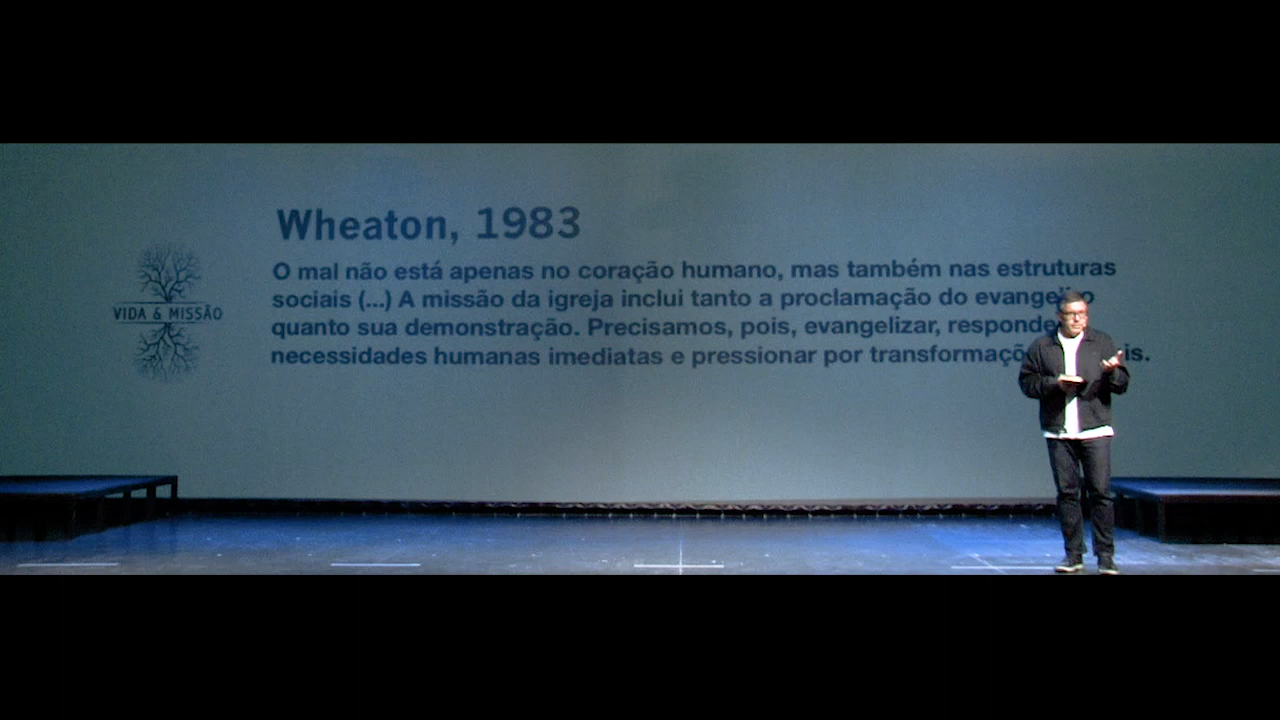 Wheaton, 1983
O mal não está apenas no coração humano, mas também nas estruturas
sociais (...) A missão da igreja inclui tanto a proclamação do
quanto sua demonstração. Precisamos, pois, evangelizar,
necessidades humanas imediatas e pressionar por
VIDA & MISSÃO